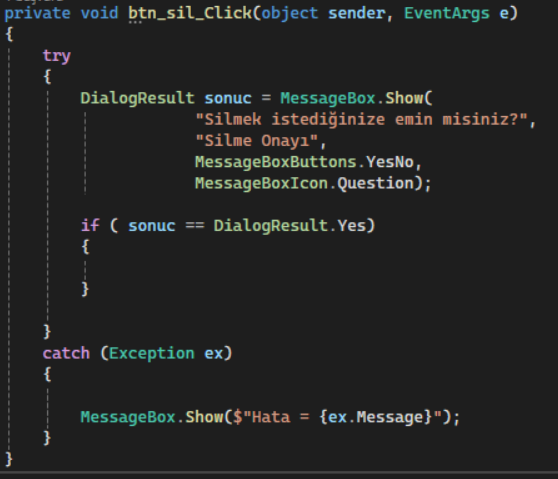 private void btn_sil_Click(object sender, EventArgs e)
{
try
{
DialogResult sonuc = MessageBox.Show(
"Silmek istediğinize emin misiniz?",
"Silme Onayı",
MessageBoxButtons.YesNo,
MessageBoxIcon.Question);
if ( sonuc == DialogResult.Yes)
{
}
}
catch (Exception ex)
{
MessageBox.Show($"Hata = {ex.Message}");
}
}